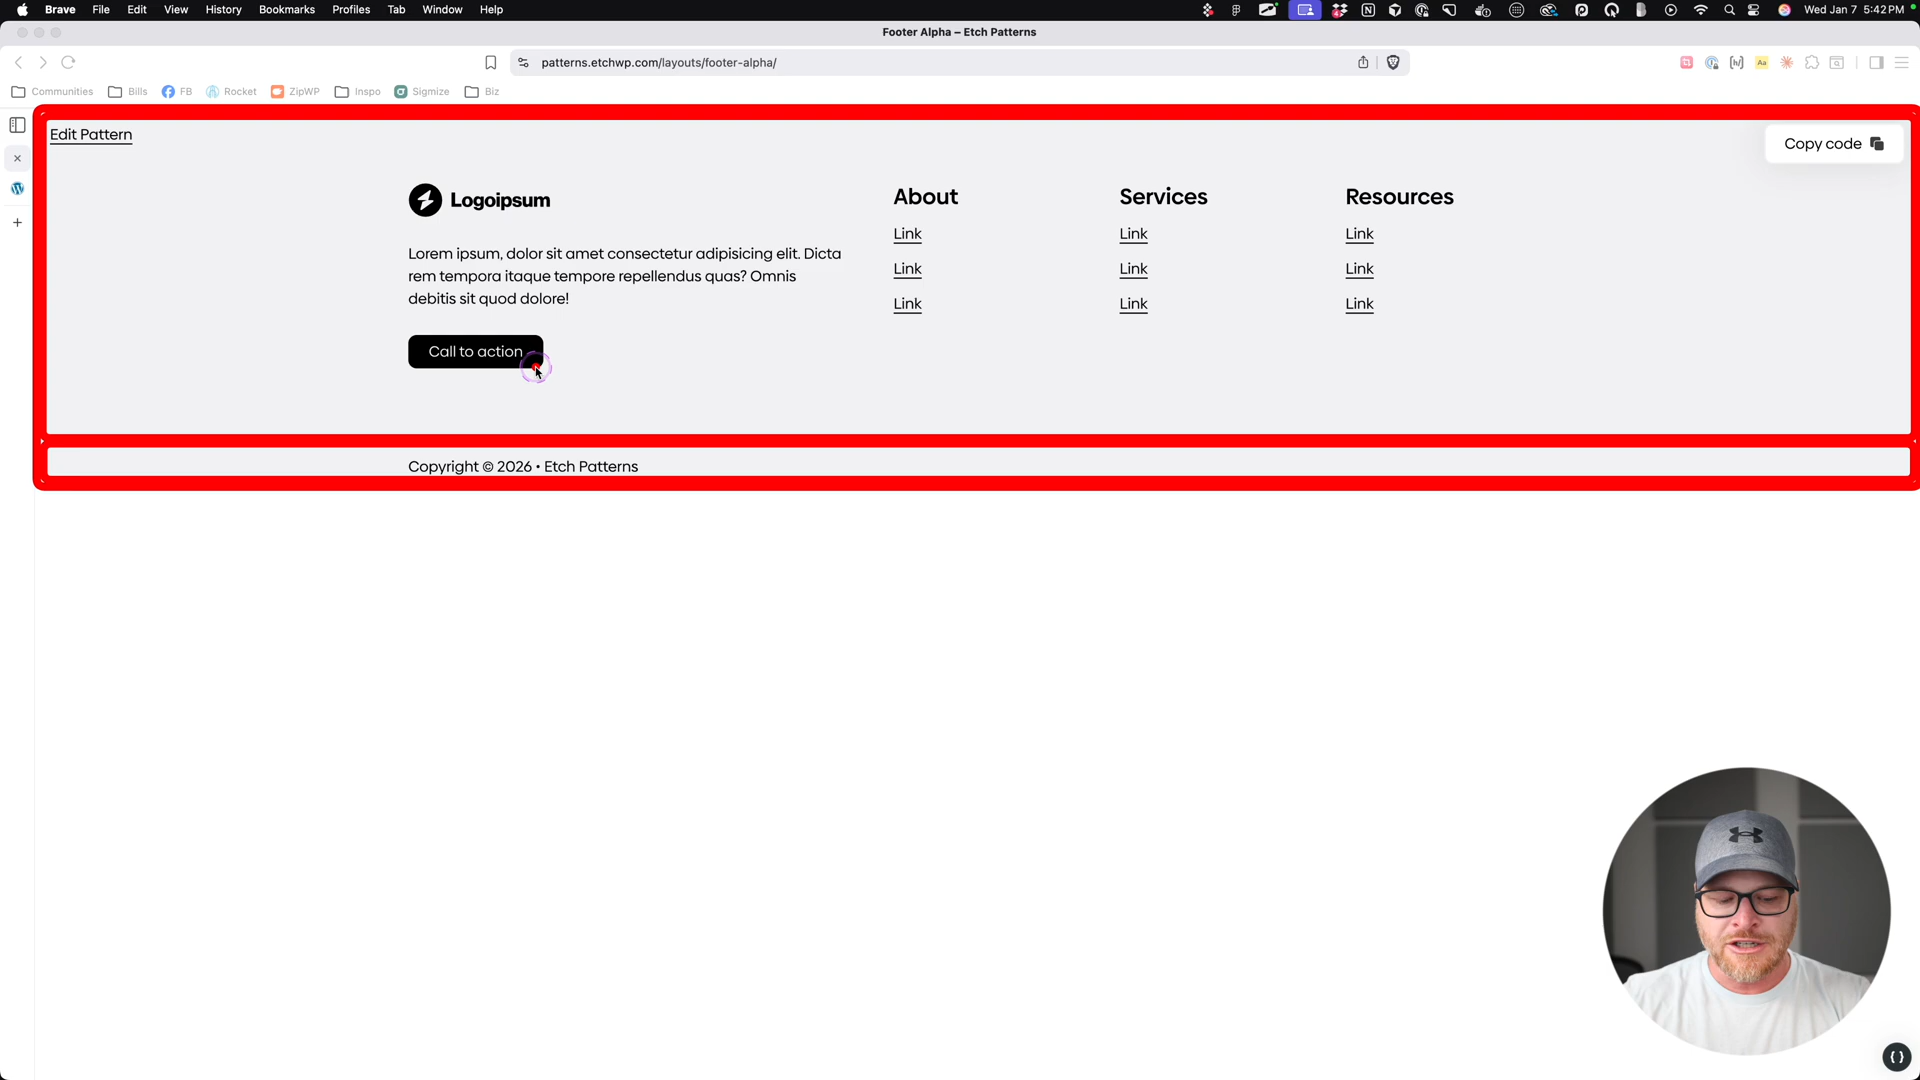 Brave File Edit View History Bookmarks Profiles Tab Window Help
Wed Jan 7 5:42 PM
Footer Alpha – Etch Patterns
patterns.etchwp.com/layouts/footer-alpha/
Communities Bills FB Rocket ZipWP Inspo Sigmize Biz
Edit Pattern
Copy code
Logoipsum
Lorem ipsum, dolor sit amet consectetur adipisicing elit. Dicta
rem tempora itaque tempore repellendus quas? Omnis
debitis sit quod dolore!
Call to action
About
Link
Link
Link
Services
Link
Link
Link
Resources
Link
Link
Link
Copyright © 2026 • Etch Patterns